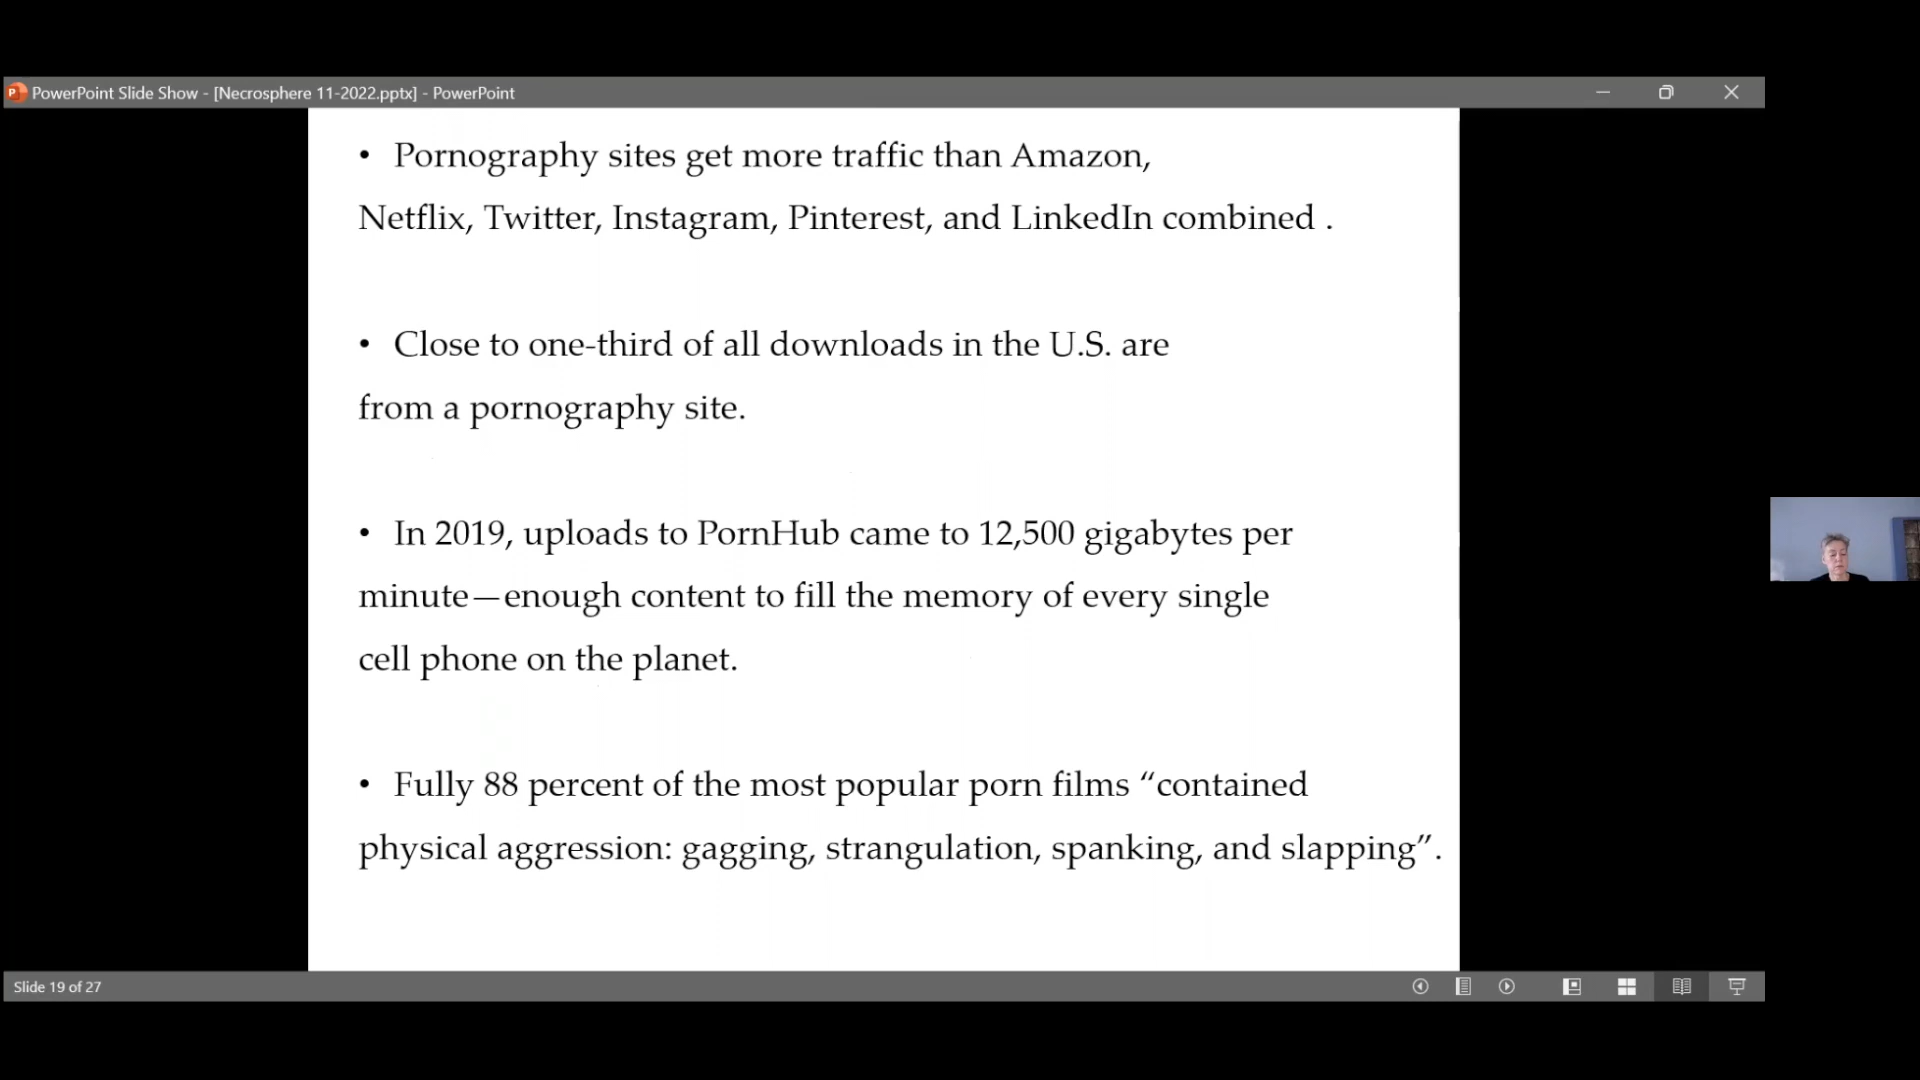 PowerPoint Slide Show - [Necrosphere 11-2022.pptx] - PowerPoint
• Pornography sites get more traffic than Amazon,
Netflix, Twitter, Instagram, Pinterest, and LinkedIn combined .
• Close to one-third of all downloads in the U.S. are
from a pornography site.
• In 2019, uploads to PornHub came to 12,500 gigabytes per
minute—enough content to fill the memory of every single
cell phone on the planet.
• Fully 88 percent of the most popular porn films “contained
physical aggression: gagging, strangulation, spanking, and slapping”.
Slide 19 of 27